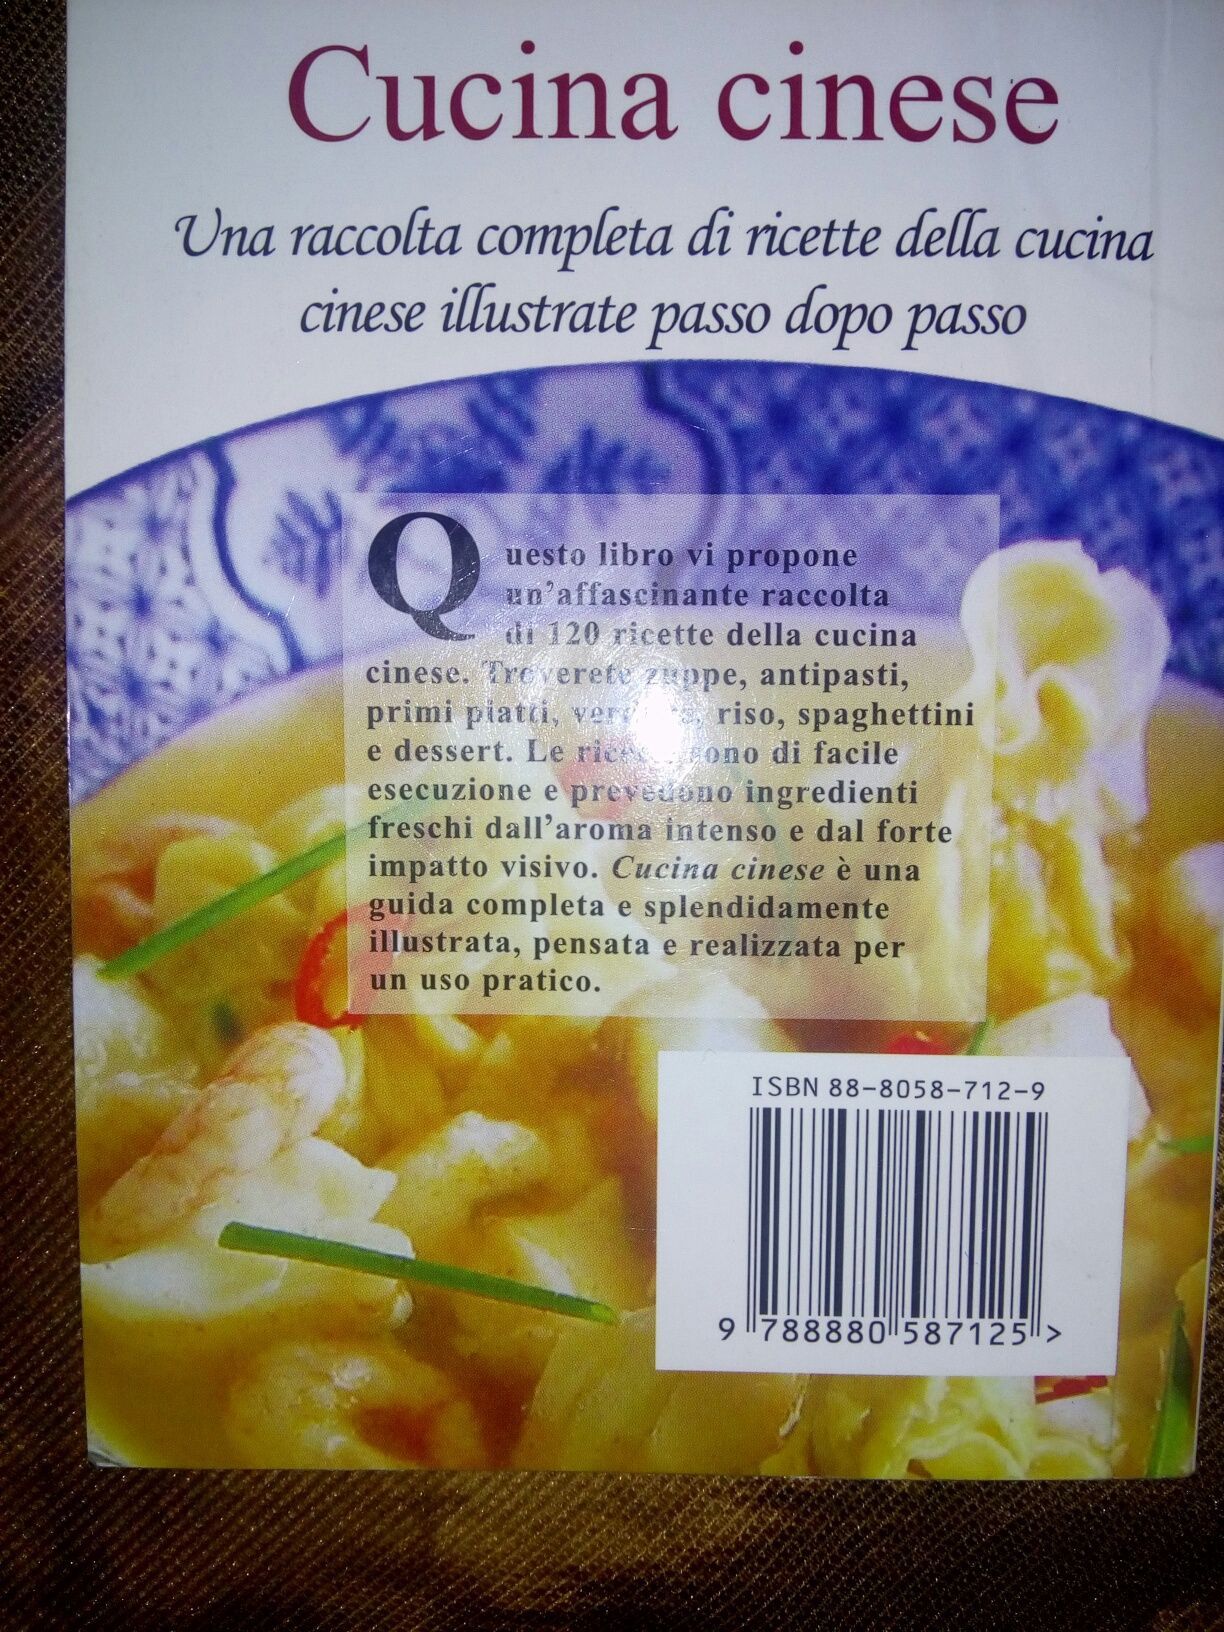 Cucina cinese
Una raccolta completa di ricette della cucina
cinese illustrate passo dopo passo
Questo libro vi propone
un'affascinante raccolta
di 120 ricette della cucina
cinese. Troverete zuppe, antipasti,
primi piatti, verdura, riso, spaghettini
e dessert. Le ricette sono di facile
esecuzione e prevedono ingredienti
freschi dall'aroma intenso e dal forte
impatto visivo. Cucina cinese è una
guida completa e splendidamente
illustrata, pensata e realizzata per
un uso pratico.
ISBN 88-8058-712-9
9 788880 587125 >